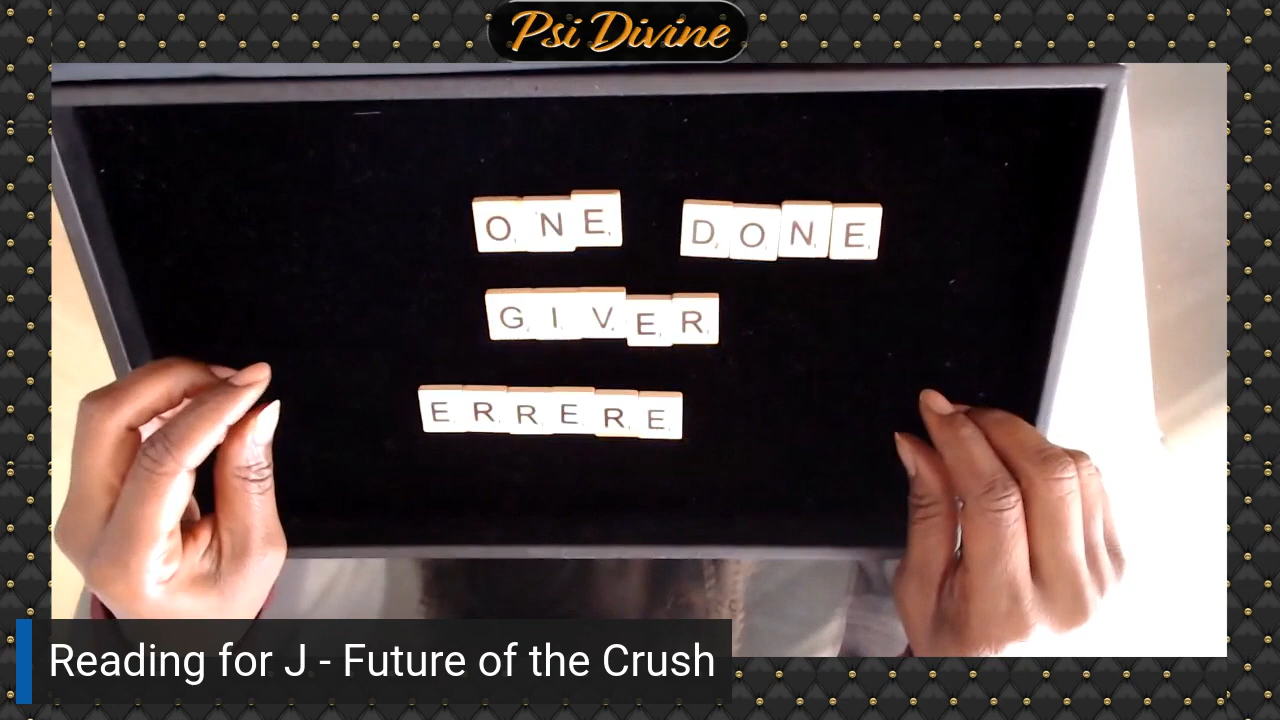 Psi Divine
ONE DONE
GIVER
ERRERE
Reading for J - Future of the Crush